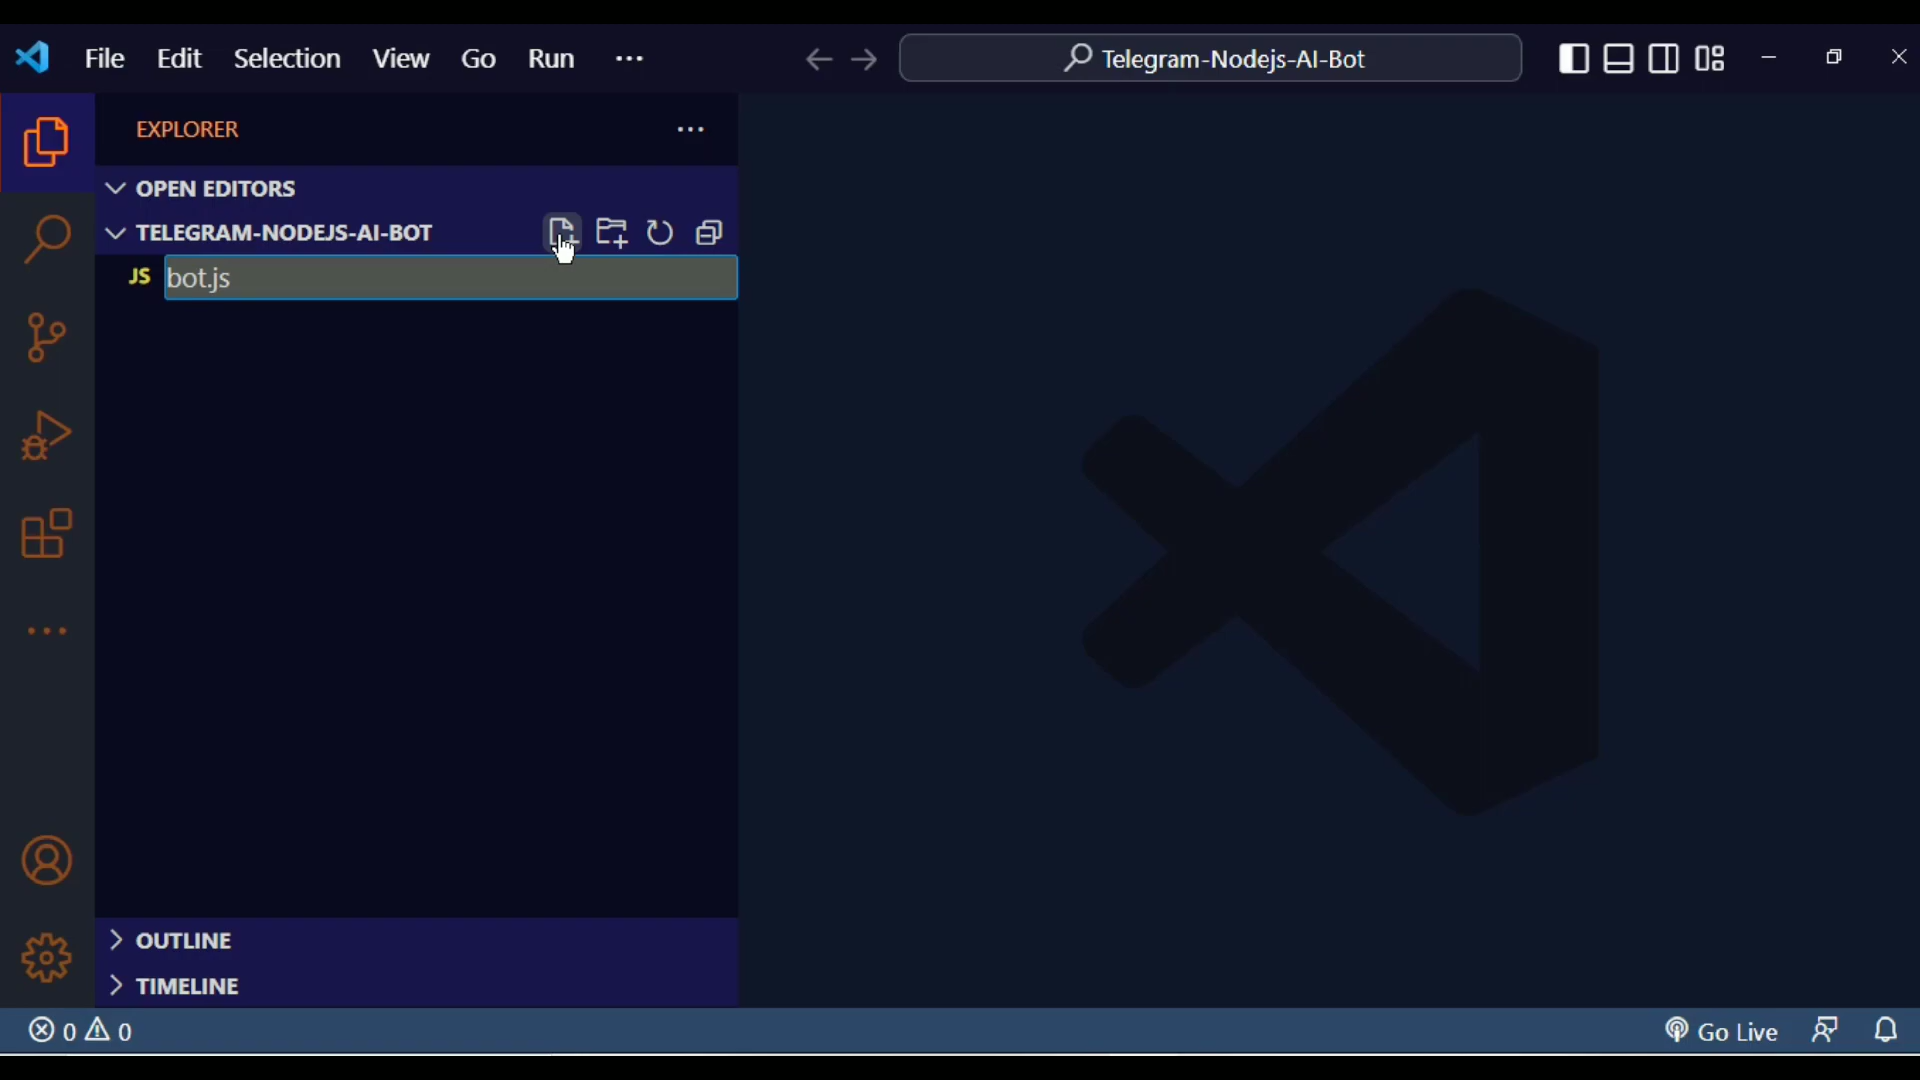 File Edit Selection View Go Run ···
Telegram-Nodejs-AI-Bot
EXPLORER
OPEN EDITORS
TELEGRAM-NODEJS-AI-BOT
JS bot.js
OUTLINE
TIMELINE
0 0
Go Live